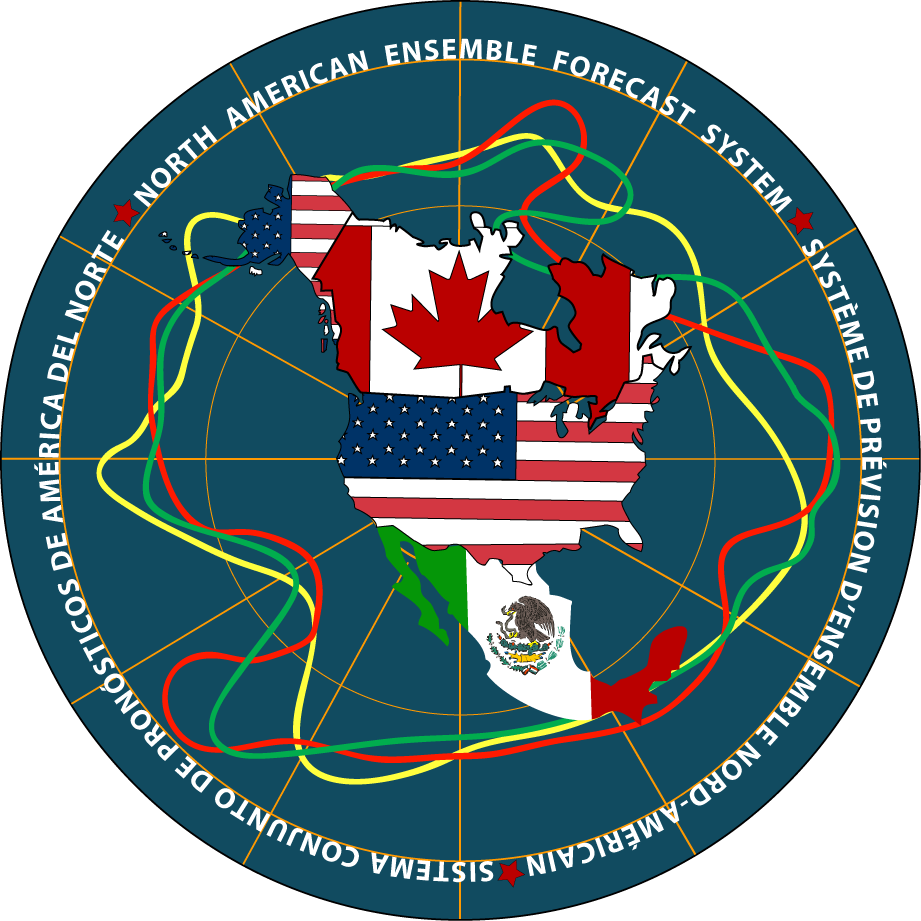 NORTH AMERICAN ENSEMBLE FORECAST SYSTEM
SYSTÈME DE PRÉVISION D'ENSEMBLE NORD-AMÉRICAIN
SISTEMA CONJUNTO DE PRONÓSTICOS DE AMÉRICA DEL NORTE